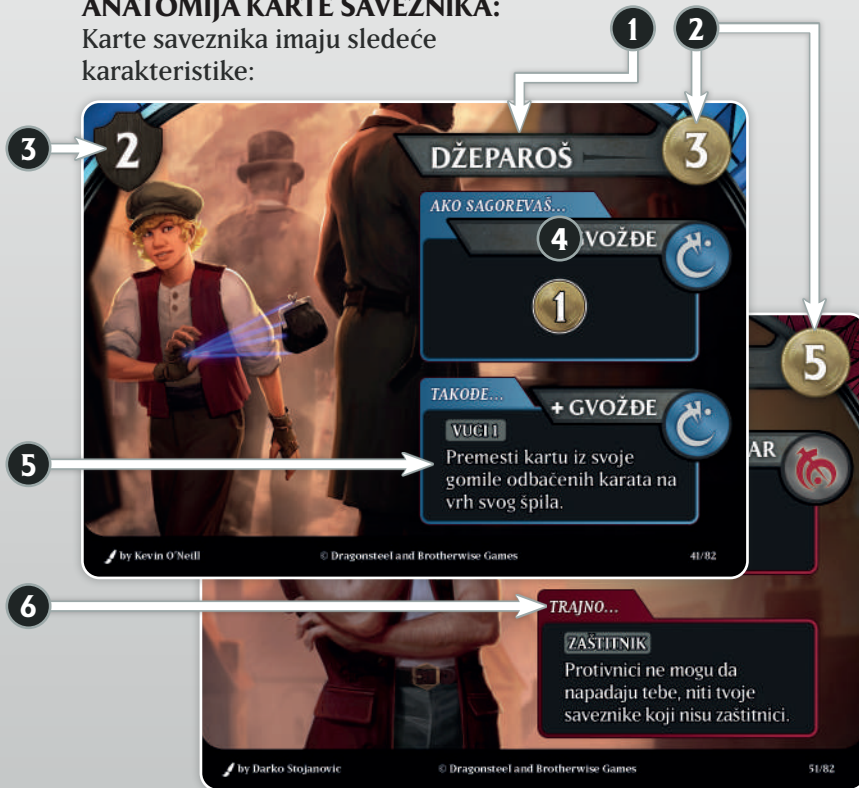 ANATOMIJA KARTE SAVEZNIKA:
Karte saveznika imaju sledeće
karakteristike:
1
2
3
2
DŽEPAROŠ
3
AKO SAGOREVAŠ...
4
VOŽĐE
1
5
TAKOĐE...
+ GVOŽĐE
AR
VUCI 1
5
Premesti kartu iz svoje
gomile odbačenih karata na
vrh svog špila.
by Kevin O'Neill
© Dragonsteel and Brotherwise Games
41/82
6
TRAJNO...
ZAŠTITNIK
Protivnici ne mogu da
napadaju tebe, niti tvoje
saveznike koji nisu zaštitnici.
by Darko Stojanovic
© Dragonsteel and Brotherwise Games
51/82